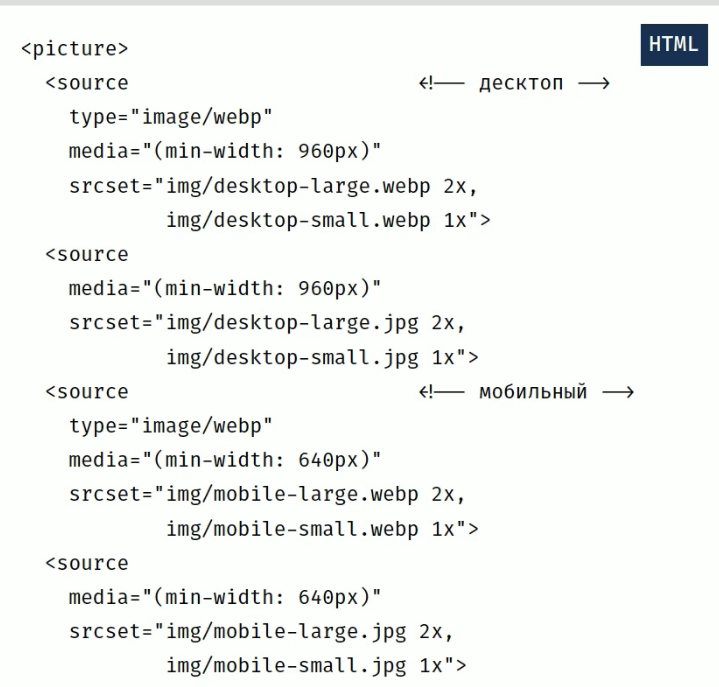 HTML
<picture>
  <source                        <!-- десктоп -->
    type="image/webp"
    media="(min-width: 960px)"
    srcset="img/desktop-large.webp 2x,
            img/desktop-small.webp 1x">
  <source
    media="(min-width: 960px)"
    srcset="img/desktop-large.jpg 2x,
            img/desktop-small.jpg 1x">
  <source                        <!-- мобильный -->
    type="image/webp"
    media="(min-width: 640px)"
    srcset="img/mobile-large.webp 2x,
            img/mobile-small.webp 1x">
  <source
    media="(min-width: 640px)"
    srcset="img/mobile-large.jpg 2x,
            img/mobile-small.jpg 1x">